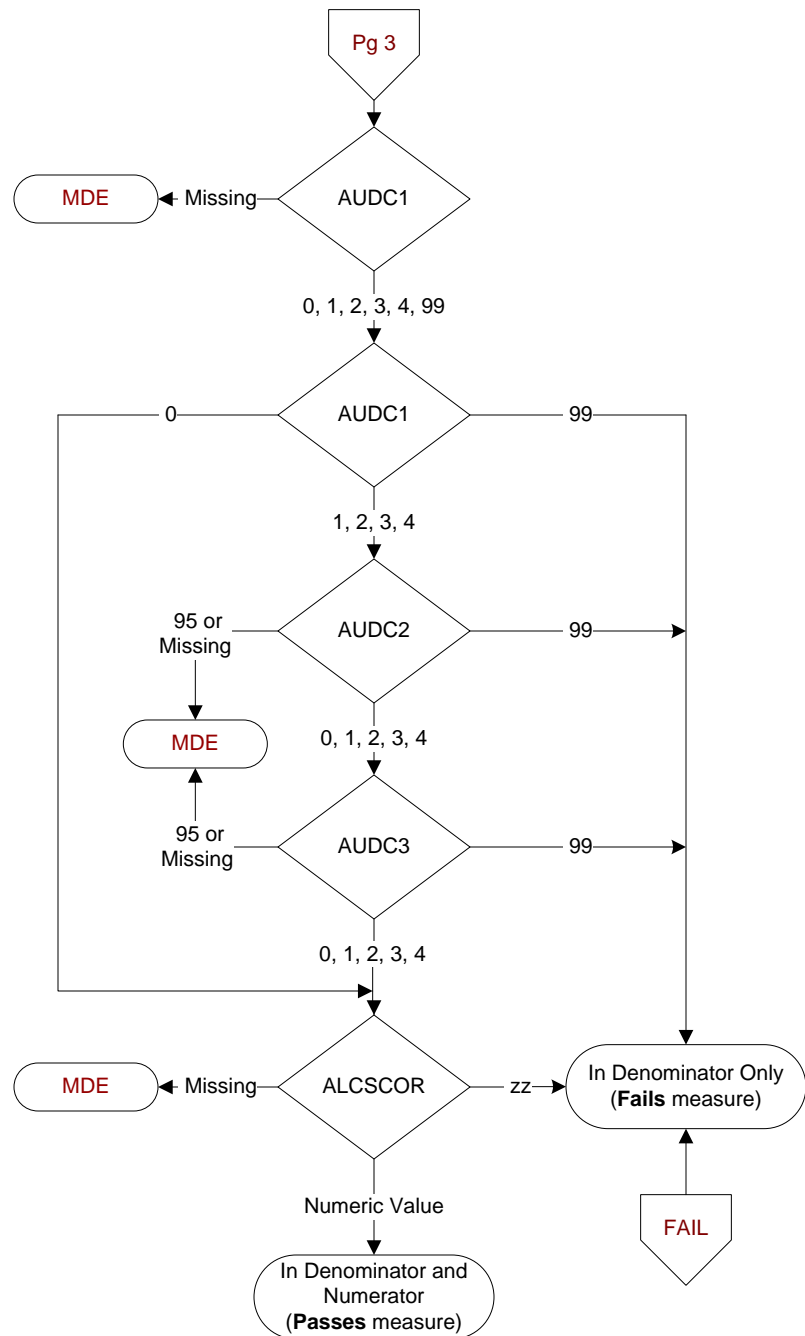 Pg 3
MDE
Missing
AUDC1
0, 1, 2, 3, 4, 99
0
AUDC1
99
1, 2, 3, 4
95 or
Missing
AUDC2
99
MDE
0, 1, 2, 3, 4
95 or
Missing
AUDC3
99
0, 1, 2, 3, 4
MDE
Missing
ALCSCOR
zz
In Denominator Only
(Fails measure)
Numeric Value
FAIL
In Denominator and
Numerator
(Passes measure)